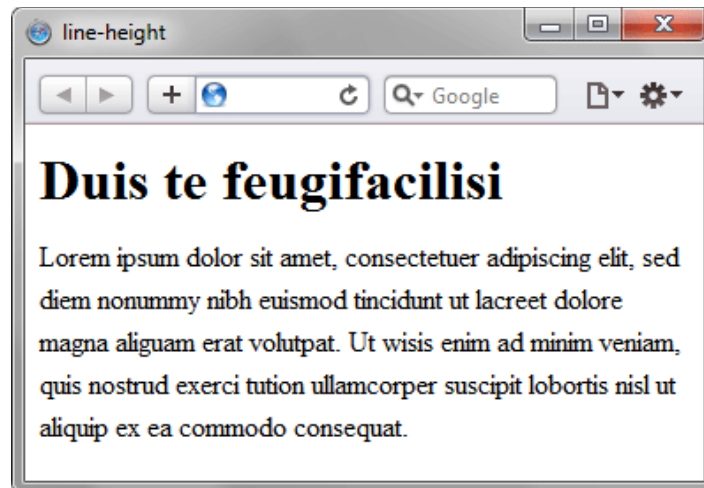 line-height
Google
Duis te feugifacilisi
Lorem ipsum dolor sit amet, consectetuer adipiscing elit, sed
diem nonummy nibh euismod tincidunt ut lacreet dolore
magna aliguam erat volutpat. Ut wisis enim ad minim veniam,
quis nostrud exerci tution ullamcorper suscipit lobortis nisl ut
aliquip ex ea commodo consequat.